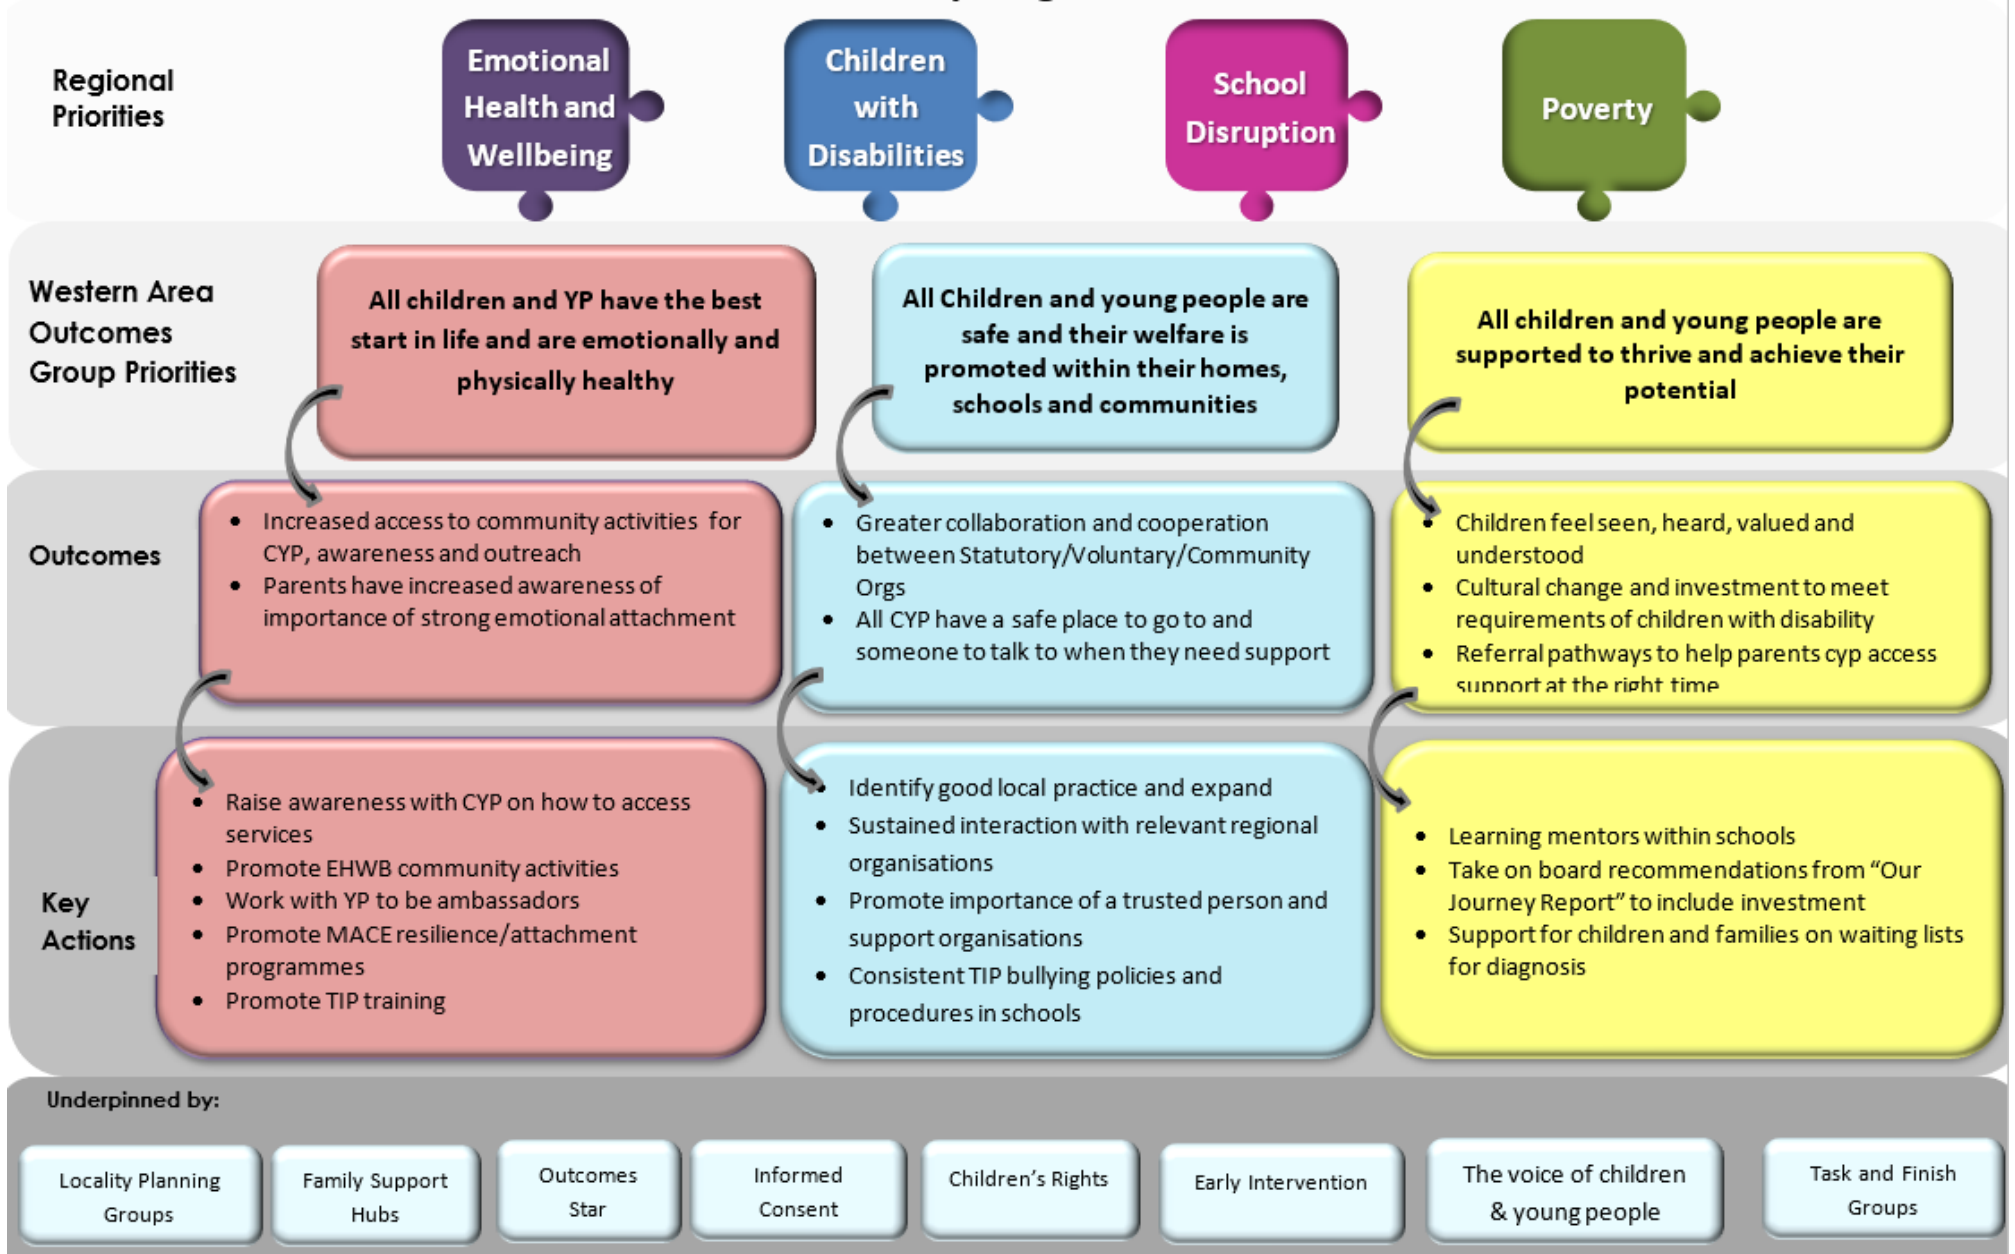 Regional
Priorities
Emotional
Health and
Wellbeing
Children
with
Disabilities
School
Disruption
Poverty
Western Area
Outcomes
Group Priorities
All children and YP have the best
start in life and are emotionally and
physically healthy
All Children and young people are
safe and their welfare is
promoted within their homes,
schools and communities
All children and young people are
supported to thrive and achieve their
potential
Outcomes
• Increased access to community activities for
CYP, awareness and outreach
• Parents have increased awareness of
importance of strong emotional attachment
• Greater collaboration and cooperation
between Statutory/Voluntary/Community
Orgs
• All CYP have a safe place to go to and
someone to talk to when they need support
• Children feel seen, heard, valued and
understood
• Cultural change and investment to meet
requirements of children with disability
• Referral pathways to help parents cyp access
support at the right time
Key
Actions
• Raise awareness with CYP on how to access
services
• Promote EHWB community activities
• Work with YP to be ambassadors
• Promote MACE resilience/attachment
programmes
• Promote TIP training
• Identify good local practice and expand
• Sustained interaction with relevant regional
organisations
• Promote importance of a trusted person and
support organisations
• Consistent TIP bullying policies and
procedures in schools
• Learning mentors within schools
• Take on board recommendations from “Our
Journey Report” to include investment
• Support for children and families on waiting lists
for diagnosis
Underpinned by:
Locality Planning
Groups
Family Support
Hubs
Outcomes
Star
Informed
Consent
Children’s Rights
Early Intervention
The voice of children
& young people
Task and Finish
Groups